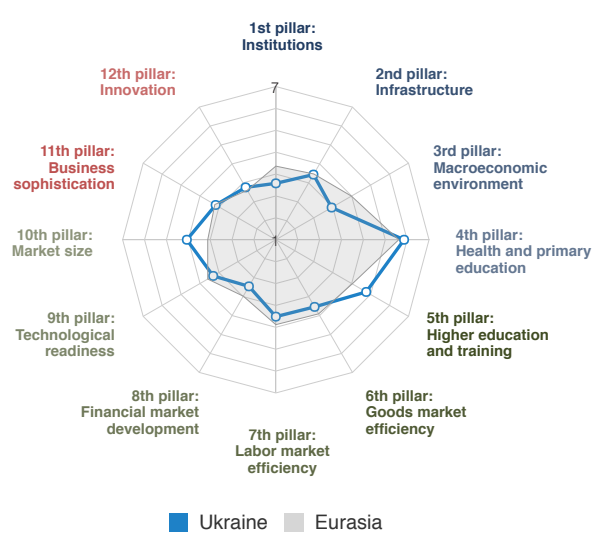 1st pillar:
Institutions
2nd pillar:
Infrastructure
3rd pillar:
Macroeconomic
environment
4th pillar:
Health and primary
education
5th pillar:
Higher education
and training
6th pillar:
Goods market
efficiency
7th pillar:
Labor market
efficiency
8th pillar:
Financial market
development
9th pillar:
Technological
readiness
10th pillar:
Market size
11th pillar:
Business
sophistication
12th pillar:
Innovation
7
1
Ukraine
Eurasia